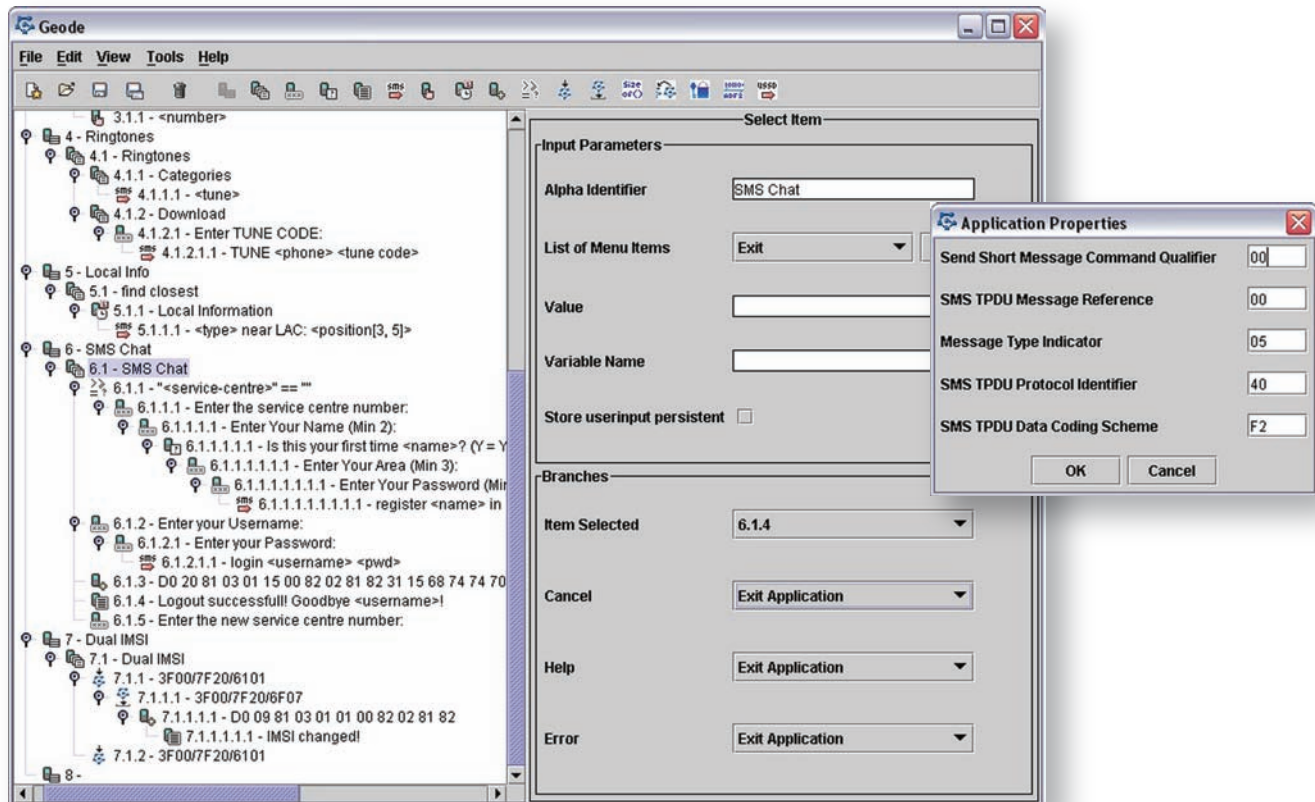 Geode
File Edit View Tools Help
3.1.1 - <number>
4 - Ringtones
4.1 - Ringtones
4.1.1 - Categories
sms 4.1.1.1 - <tune>
4.1.2 - Download
4.1.2.1 - Enter TUNE CODE:
sms 4.1.2.1.1 - TUNE <phone> <tune code>
5 - Local Info
5.1 - find closest
5.1.1 - Local Information
sms 5.1.1.1 - <type> near LAC: <position[3, 5]>
6 - SMS Chat
6.1 - SMS Chat
6.1.1 - "<service-centre>" == ""
6.1.1.1 - Enter the service centre number:
6.1.1.1.1 - Enter Your Name (Min 2):
6.1.1.1.1.1 - Is this your first time <name>? (Y = Y
6.1.1.1.1.1.1 - Enter Your Area (Min 3):
6.1.1.1.1.1.1.1 - Enter Your Password (Min
sms 6.1.1.1.1.1.1.1.1 - register <name> in
6.1.2 - Enter your Username:
6.1.2.1 - Enter your Password:
sms 6.1.2.1.1 - login <username> <pwd>
6.1.3 - D0 20 81 03 01 15 00 82 02 81 82 31 15 68 74 74 70
6.1.4 - Logout successfull! Goodbye <username>!
6.1.5 - Enter the new service centre number:
7 - Dual IMSI
7.1 - Dual IMSI
7.1.1 - 3F00/7F20/6101
7.1.1.1 - 3F00/7F20/6F07
7.1.1.1.1 - D0 09 81 03 01 01 00 82 02 81 82
7.1.1.1.1.1 - IMSI changed!
7.1.2 - 3F00/7F20/6101
8 -
Select Item
Input Parameters
Alpha Identifier SMS Chat
List of Menu Items Exit
Value
Variable Name
Store userinput persistent
Branches
Item Selected 6.1.4
Cancel Exit Application
Help Exit Application
Error Exit Application
Application Properties
Send Short Message Command Qualifier 00
SMS TPDU Message Reference 00
Message Type Indicator 05
SMS TPDU Protocol Identifier 40
SMS TPDU Data Coding Scheme F2
OK Cancel